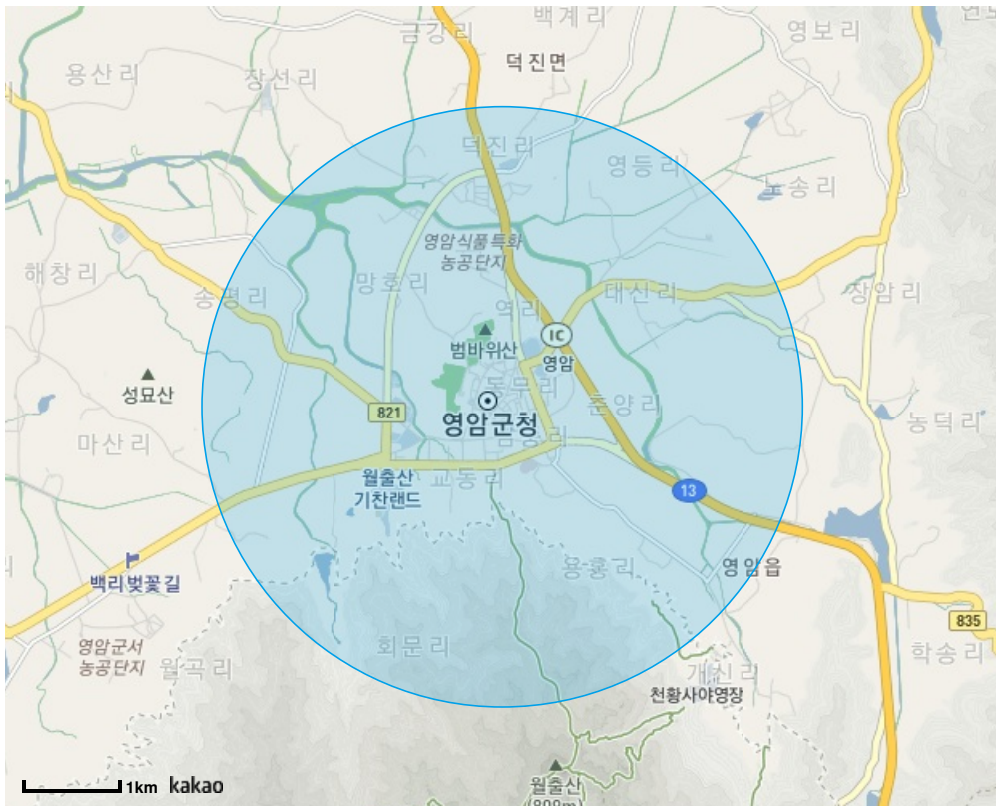 금강리
백계리
영보리
용산리
장선리
덕진면
덕진리
영등리
노송리
영암식품특화
농공단지
해창리
송평리
망호리
대신리
장암리
역리
IC
영암
범바위산
성묘산
동무리
춘양리
821
영암군청
농덕리
마산리
교동리
월출산
기찬랜드
13
백리벚꽃길
용흥리
영암읍
835
영암군서
농공단지
월곡리
회문리
개신리
학송리
천황사야영장
월출산
1km kakao